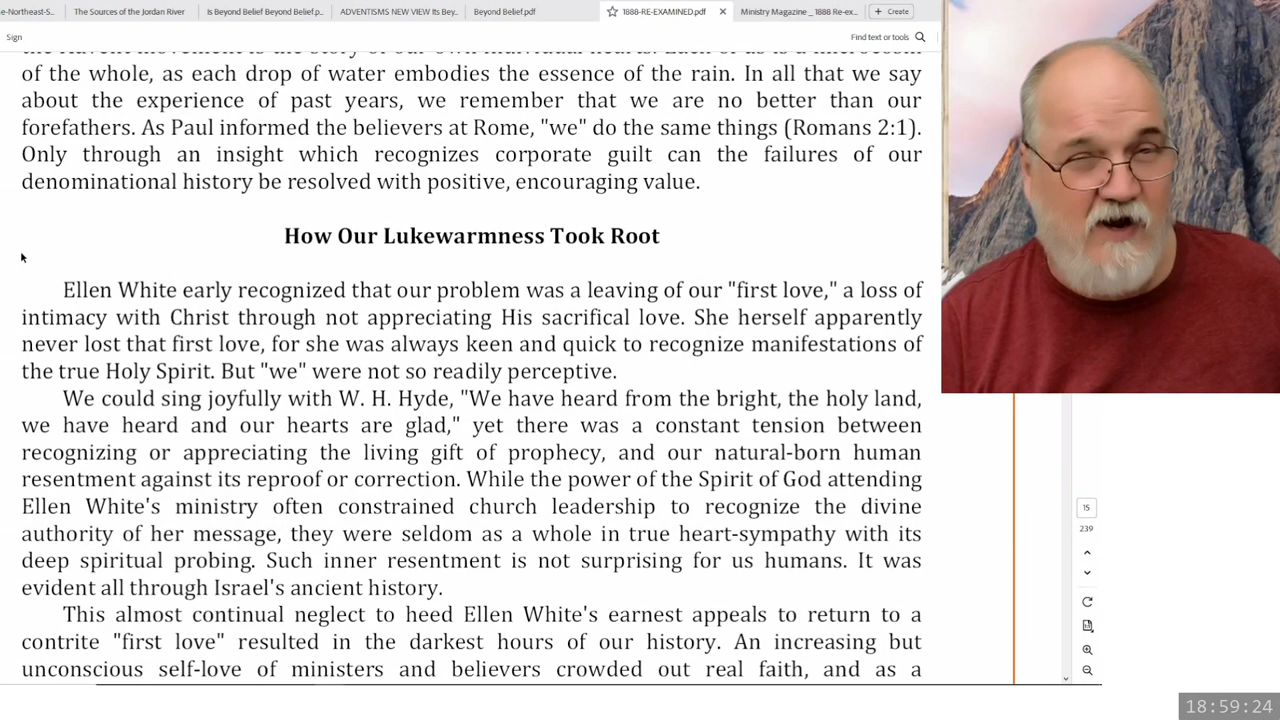 e-Northeast-S...
The Sources of the Jordan River
Is Beyond Belief Beyond Belief p...
ADVENTISMS NEW VIEW Its Bey...
Beyond Belief.pdf
1888-RE-EXAMINED.pdf
Ministry Magazine _ 1888 Re-ex...
+ Create
Sign
Find text or tools
of the whole, as each drop of water embodies the essence of the rain. In all that we say
about the experience of past years, we remember that we are no better than our
forefathers. As Paul informed the believers at Rome, "we" do the same things (Romans 2:1).
Only through an insight which recognizes corporate guilt can the failures of our
denominational history be resolved with positive, encouraging value.
How Our Lukewarmness Took Root
Ellen White early recognized that our problem was a leaving of our "first love," a loss of
intimacy with Christ through not appreciating His sacrifical love. She herself apparently
never lost that first love, for she was always keen and quick to recognize manifestations of
the true Holy Spirit. But "we" were not so readily perceptive.
We could sing joyfully with W. H. Hyde, "We have heard from the bright, the holy land,
we have heard and our hearts are glad," yet there was a constant tension between
recognizing or appreciating the living gift of prophecy, and our natural-born human
resentment against its reproof or correction. While the power of the Spirit of God attending
Ellen White's ministry often constrained church leadership to recognize the divine
authority of her message, they were seldom as a whole in true heart-sympathy with its
deep spiritual probing. Such inner resentment is not surprising for us humans. It was
evident all through Israel's ancient history.
This almost continual neglect to heed Ellen White's earnest appeals to return to a
contrite "first love" resulted in the darkest hours of our history. An increasing but
unconscious self-love of ministers and believers crowded out real faith, and as a
15
239
18:59:24